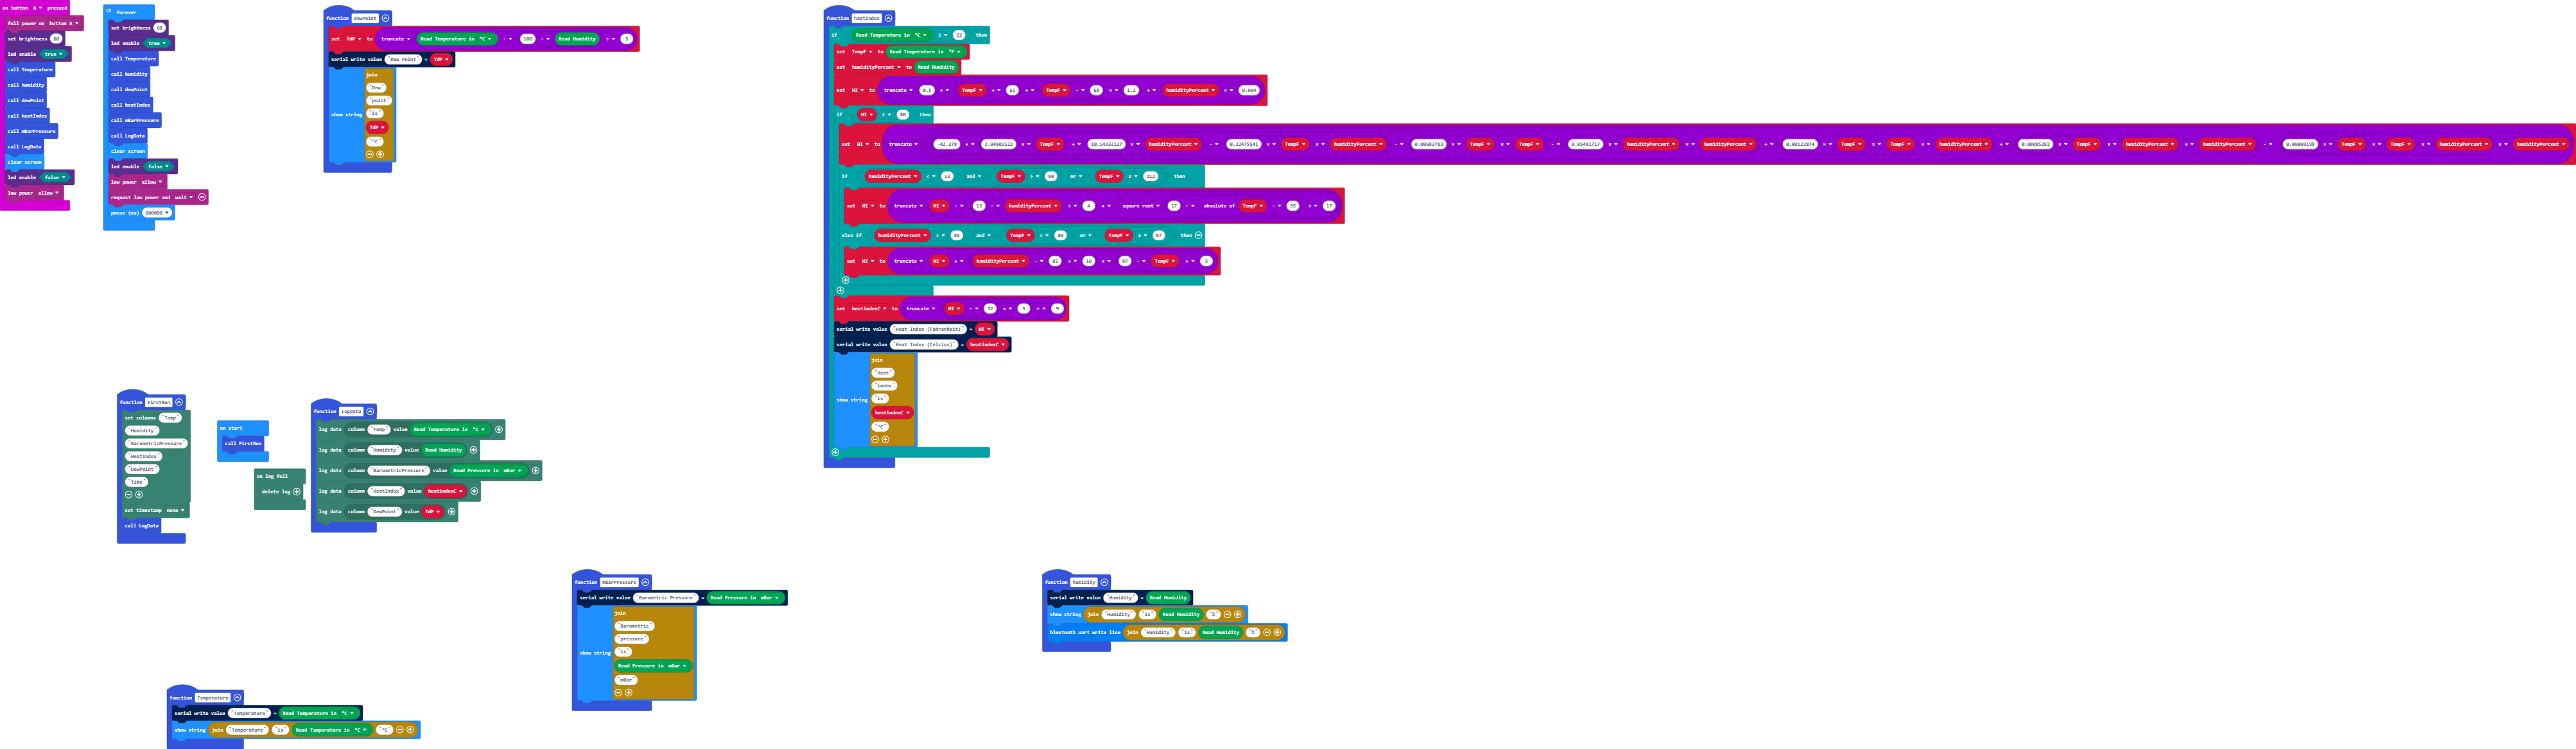 on button A pressed
full power on button A
set brightness 60
led enable true
call Temperature
call humidity
call dewPoint
call heatIndex
call mBarPressure
call LogData
clear screen
led enable false
low power allow
forever
set brightness 60
led enable true
call Temperature
call humidity
call dewPoint
call heatIndex
call mBarPressure
call LogData
clear screen
led enable false
low power allow
request low power and wait
pause (ms) 600000
function dewPoint
set TdP to truncate Read Temperature in °C - 100 - Read Humidity ÷ 5
serial write value "Dew Point" = TdP
join
"Dew"
"point"
"is"
show string
TdP
"°C"
function heatIndex
if Read Temperature in °C ≥ 22 then
set TempF to Read Temperature in °F
set humidityPercent to Read Humidity
set HI to truncate 0.5 × TempF + 61 + TempF - 68 × 1.2 + humidityPercent × 0.094
if HI ≥ 80 then
set HI to truncate -42.379 + 2.04901523 × TempF + 10.14333127 × humidityPercent - 0.22475541 × TempF × humidityPercent - 0.00683783 × TempF × TempF - 0.05481717 × humidityPercent × humidityPercent + 0.00122874 × TempF × TempF × humidityPercent + 0.00085282 × TempF × humidityPercent × humidityPercent - 0.00000199 × TempF × TempF × humidityPercent × humidityPercent
if humidityPercent < 13 and TempF > 80 or TempF ≤ 112 then
set HI to truncate HI - 13 - humidityPercent ÷ 4 × square root 17 - absolute of TempF - 95 ÷ 17
else if humidityPercent > 85 and TempF > 80 or TempF ≤ 87 then
set HI to truncate HI + humidityPercent - 85 ÷ 10 × 87 - TempF ÷ 5
set heatindexC to truncate HI - 32 × 5 ÷ 9
serial write value "Heat Index (Fahrenheit)" = HI
serial write value "Heat Index (Celcius)" = heatindexC
join
"Heat"
"index"
"is"
show string
heatindexC
"°C"
function FirstRun
set columns "Temp"
"Humidity"
"BarometricPressure"
"HeatIndex"
"DewPoint"
"Time"
set timestamp none
call LogData
on start
call FirstRun
on log full
delete log
function LogData
log data column "Temp" value Read Temperature in °C
log data column "Humidity" value Read Humidity
log data column "BarometricPressure" value Read Pressure in mBar
log data column "HeatIndex" value heatindexC
log data column "DewPoint" value TdP
function mBarPressure
serial write value "Barometric Pressure" = Read Pressure in mBar
join
"Barometric"
"pressure"
"is"
show string
Read Pressure in mBar
"mBar"
function humidity
serial write value "Humidity" = Read Humidity
show string join "Humidity" "is" Read Humidity "%"
bluetooth uart write line join "Humidity" "is" Read Humidity "%"
function Temperature
serial write value "Temperature" = Read Temperature in °C
show string join "Temperature" "is" Read Temperature in °C "°C"